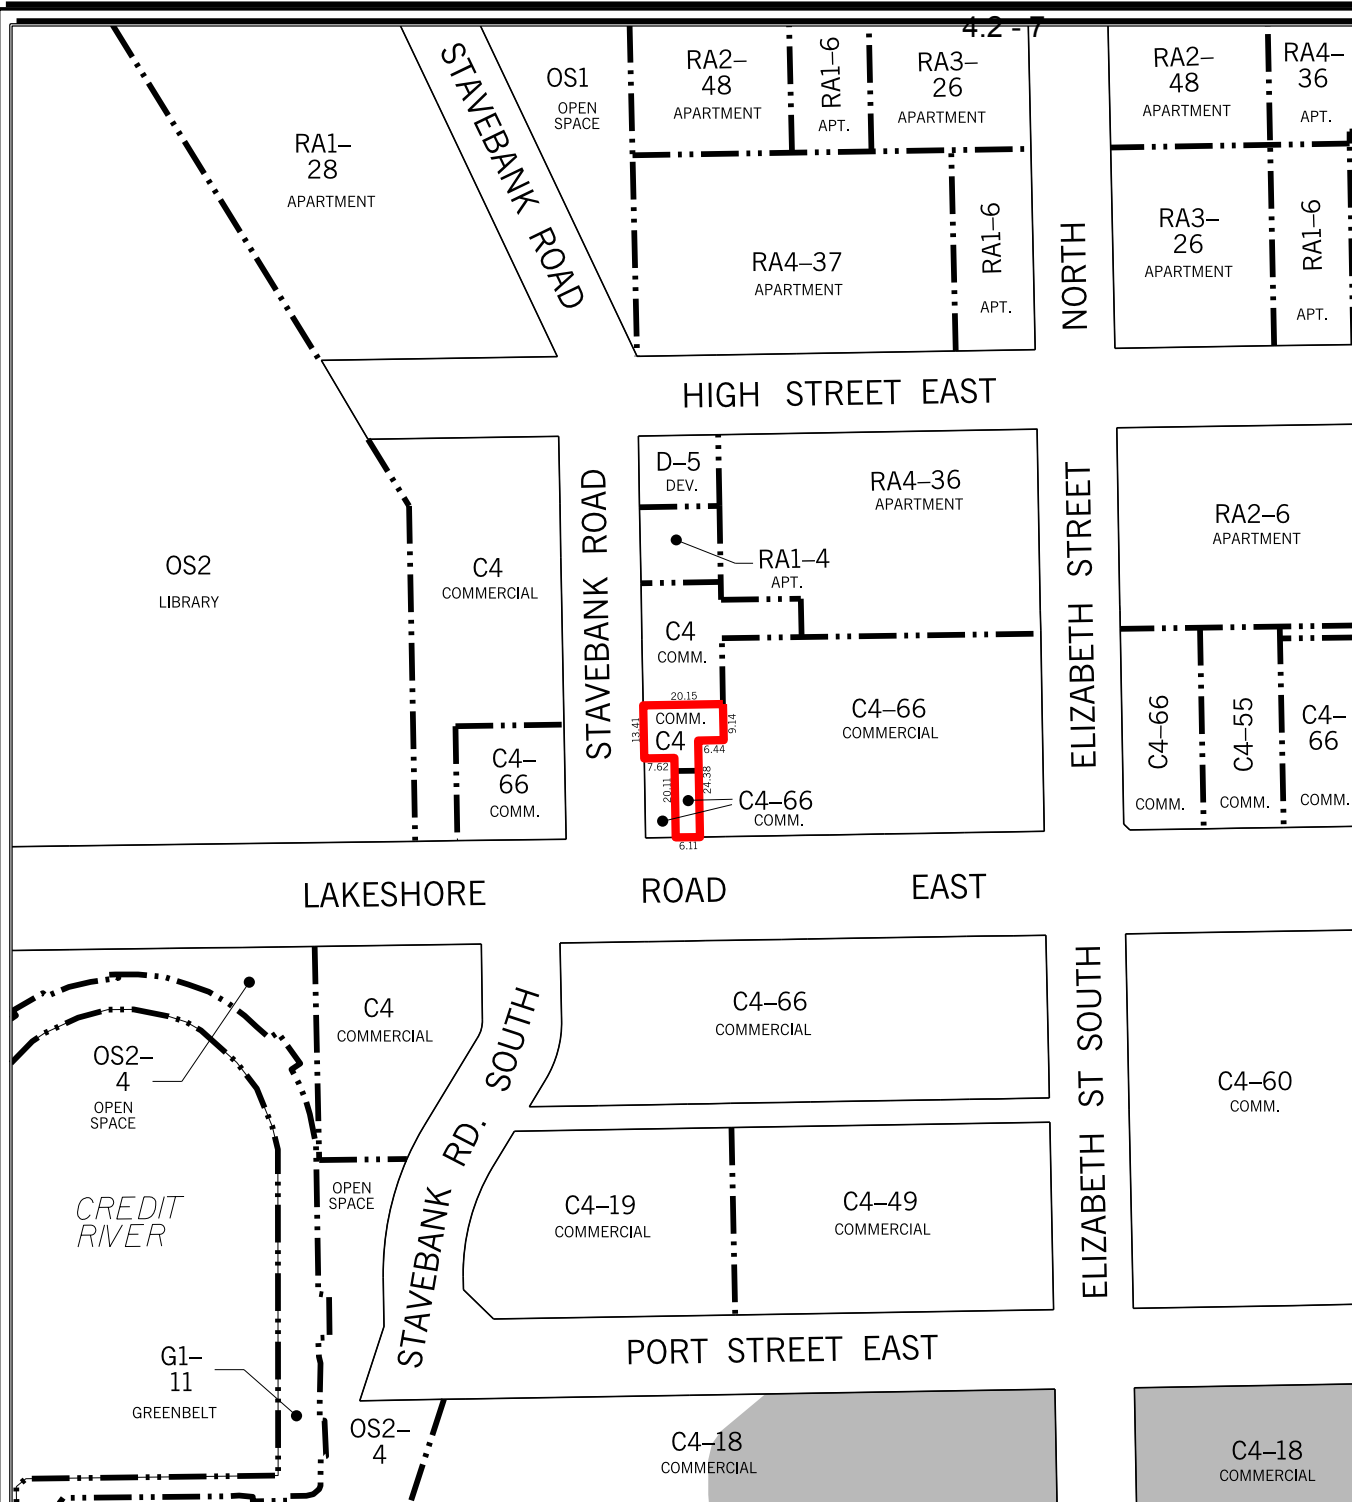 4.2 - 7
STAVEBANK ROAD
OS1
OPEN
SPACE
RA2–
48
APARTMENT
RA1–6
APT.
RA3–
26
APARTMENT
RA2–
48
APARTMENT
RA4–
36
APT.
RA1–
28
APARTMENT
RA4–37
APARTMENT
RA1–6
APT.
NORTH
RA3–
26
APARTMENT
RA1–6
APT.
HIGH STREET EAST
D–5
DEV.
RA4–36
APARTMENT
RA2–6
APARTMENT
STAVEBANK ROAD
ELIZABETH STREET
OS2
LIBRARY
C4
COMMERCIAL
RA1–4
APT.
C4
COMM.
20.15
COMM.
C4
13.41
9.14
6.44
7.62
20.11
24.38
6.11
C4–66
COMM.
C4–66
COMMERCIAL
C4–
66
COMM.
C4–66
COMM.
C4–55
COMM.
C4–
66
COMM.
LAKESHORE ROAD EAST
C4
COMMERCIAL
STAVEBANK RD. SOUTH
C4–66
COMMERCIAL
ELIZABETH ST SOUTH
C4–60
COMM.
OS2–
4
OPEN
SPACE
OPEN
SPACE
CREDIT
RIVER
C4–19
COMMERCIAL
C4–49
COMMERCIAL
G1–
11
GREENBELT
PORT STREET EAST
OS2–
4
C4–18
COMMERCIAL
C4–18
COMMERCIAL